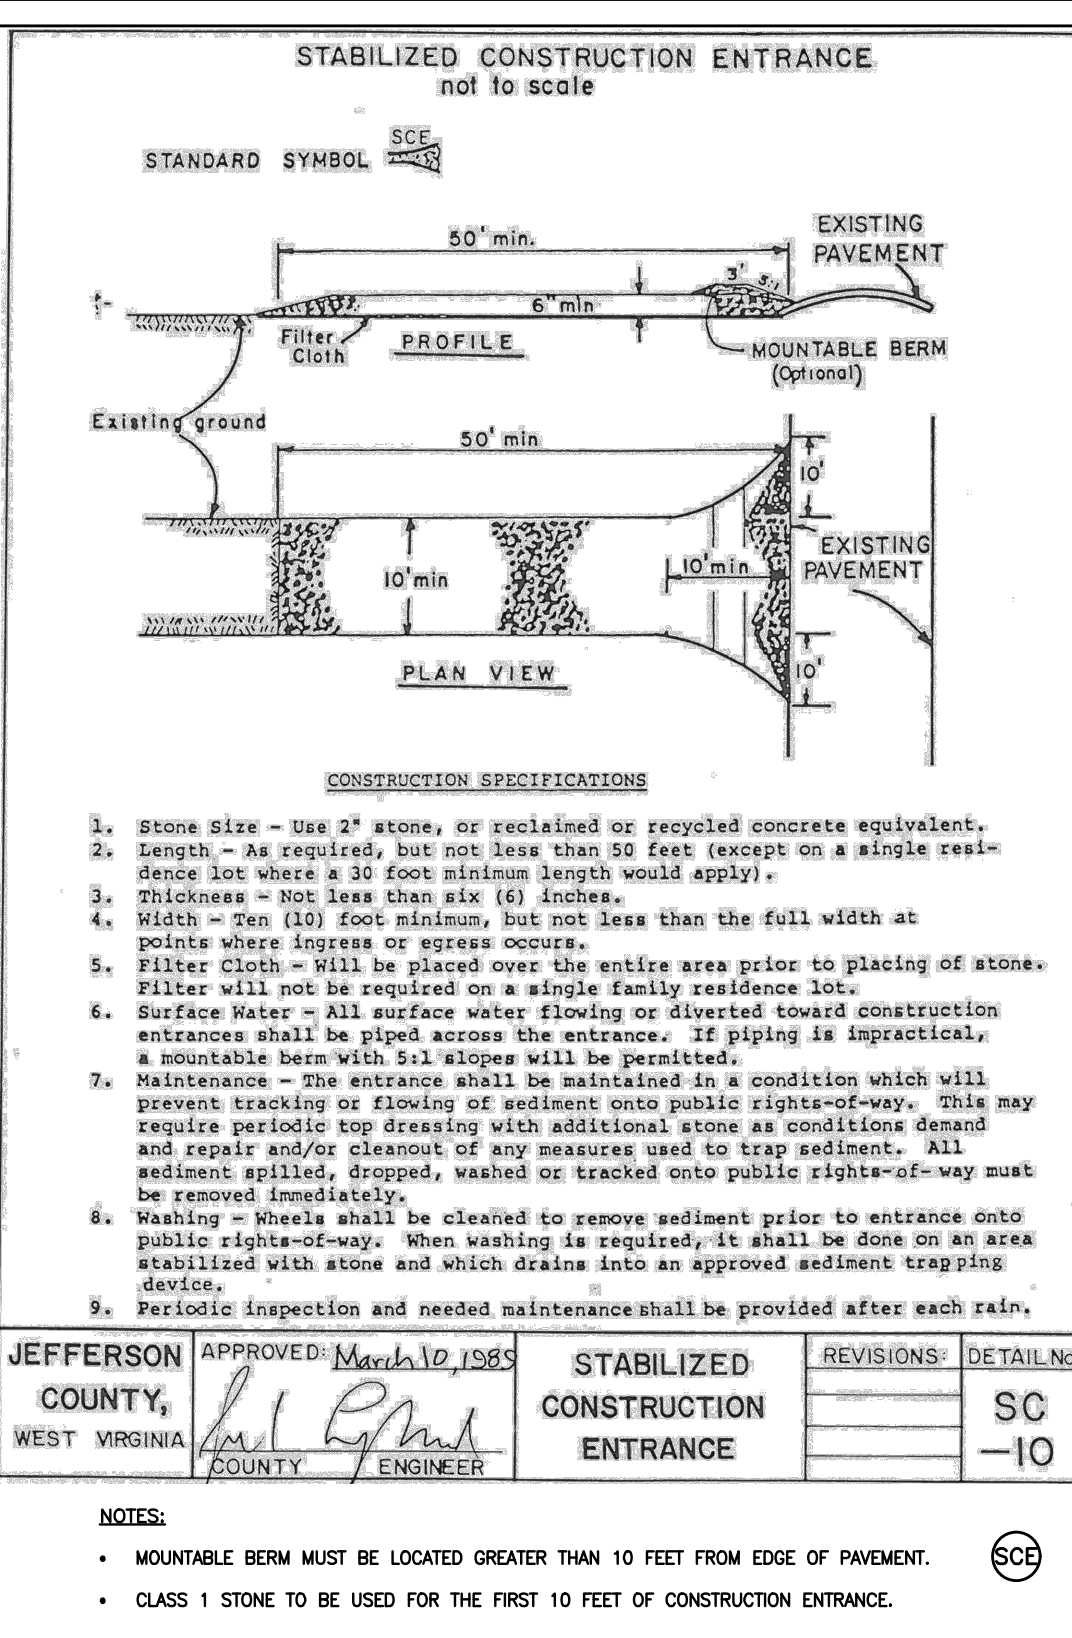 STABILIZED CONSTRUCTION ENTRANCE
not to scale
SCE
STANDARD SYMBOL
50' min.
EXISTING
PAVEMENT
3'
5:1
6" min
Filter
Cloth
PROFILE
MOUNTABLE BERM
(Optional)
Existing ground
50' min
10'
10' min
10' min
EXISTING
PAVEMENT
10'
PLAN VIEW
CONSTRUCTION SPECIFICATIONS
1. Stone Size - Use 2" stone, or reclaimed or recycled concrete equivalent.
2. Length - As required, but not less than 50 feet (except on a single resi-
dence lot where a 30 foot minimum length would apply).
3. Thickness - Not less than six (6) inches.
4. Width - Ten (10) foot minimum, but not less than the full width at
points where ingress or egress occurs.
5. Filter Cloth - Will be placed over the entire area prior to placing of stone.
Filter will not be required on a single family residence lot.
6. Surface Water - All surface water flowing or diverted toward construction
entrances shall be piped across the entrance. If piping is impractical,
a mountable berm with 5:1 slopes will be permitted.
7. Maintenance - The entrance shall be maintained in a condition which will
prevent tracking or flowing of sediment onto public rights-of-way. This may
require periodic top dressing with additional stone as conditions demand
and repair and/or cleanout of any measures used to trap sediment. All
sediment spilled, dropped, washed or tracked onto public rights-of-way must
be removed immediately.
8. Washing - Wheels shall be cleaned to remove sediment prior to entrance onto
public rights-of-way. When washing is required, it shall be done on an area
stabilized with stone and which drains into an approved sediment trapping
device.
9. Periodic inspection and needed maintenance shall be provided after each rain.
JEFFERSON
COUNTY,
WEST VIRGINIA
APPROVED: March 10, 1989
COUNTY ENGINEER
STABILIZED
CONSTRUCTION
ENTRANCE
REVISIONS:
DETAIL No
SC
-10
NOTES:
• MOUNTABLE BERM MUST BE LOCATED GREATER THAN 10 FEET FROM EDGE OF PAVEMENT.
SCE
• CLASS 1 STONE TO BE USED FOR THE FIRST 10 FEET OF CONSTRUCTION ENTRANCE.